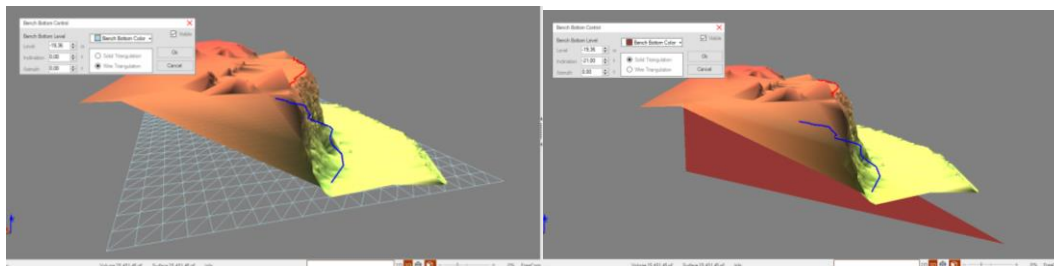 Bench Bottom Control
Bench Bottom Level
Level -19.36 m
Inclination 0.00
Azimuth 0.00
Bench Bottom Color
Visible
Solid Triangulation
Wire Triangulation
Ok
Cancel
Bench Bottom Control
Bench Bottom Level
Level -19.36 m
Inclination -21.00
Azimuth 0.00
Bench Bottom Color
Visible
Solid Triangulation
Wire Triangulation
Ok
Cancel